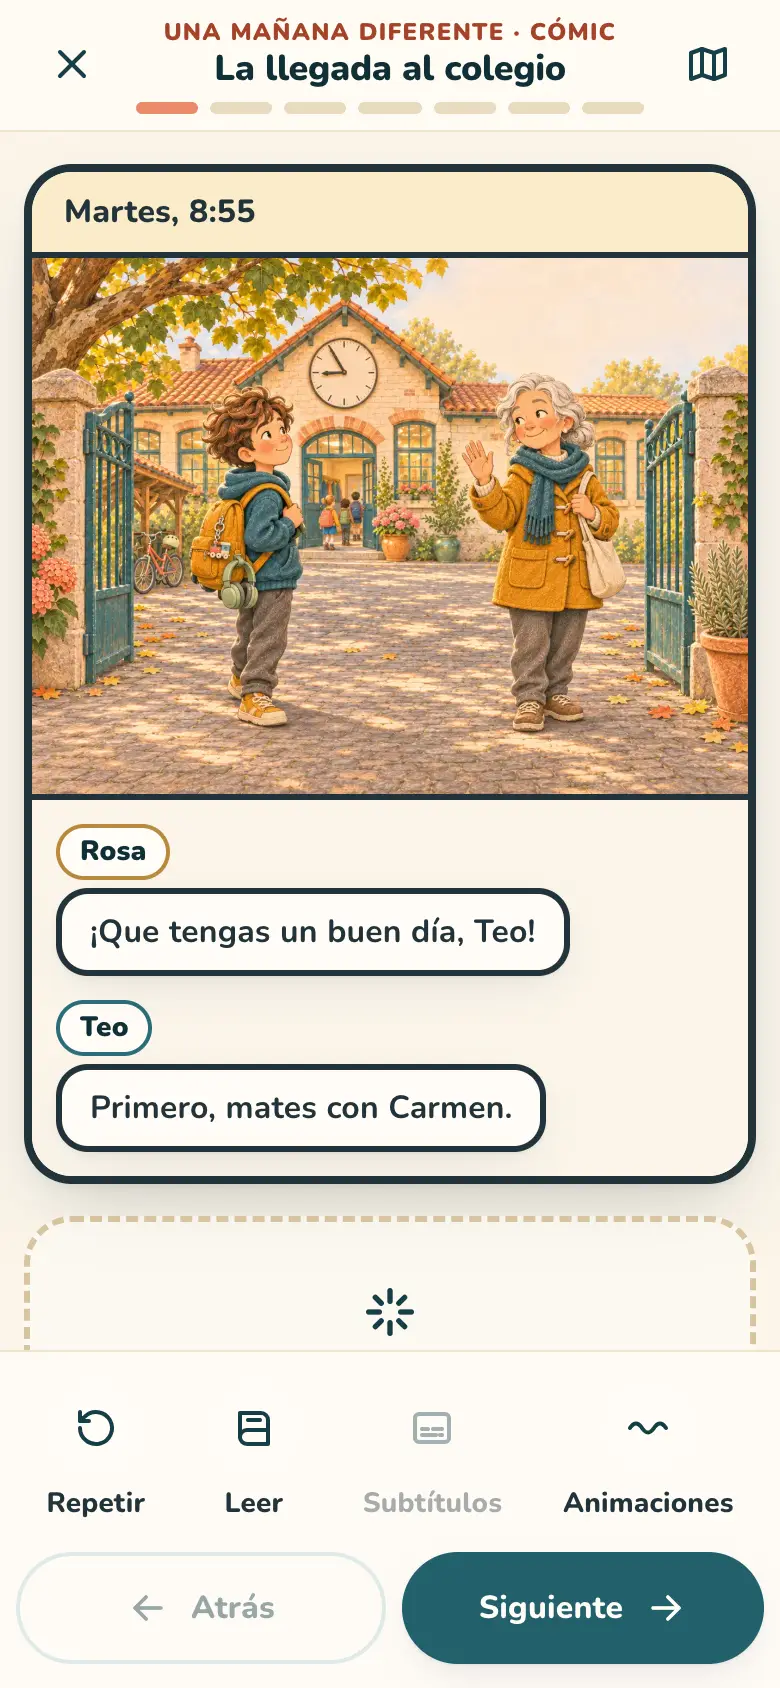 UNA MAÑANA DIFERENTE · CÓMIC
La llegada al colegio
Martes, 8:55
Rosa
¡Que tengas un buen día, Teo!
Teo
Primero, mates con Carmen.
Repetir
Leer
Subtítulos
Animaciones
Atrás
Siguiente